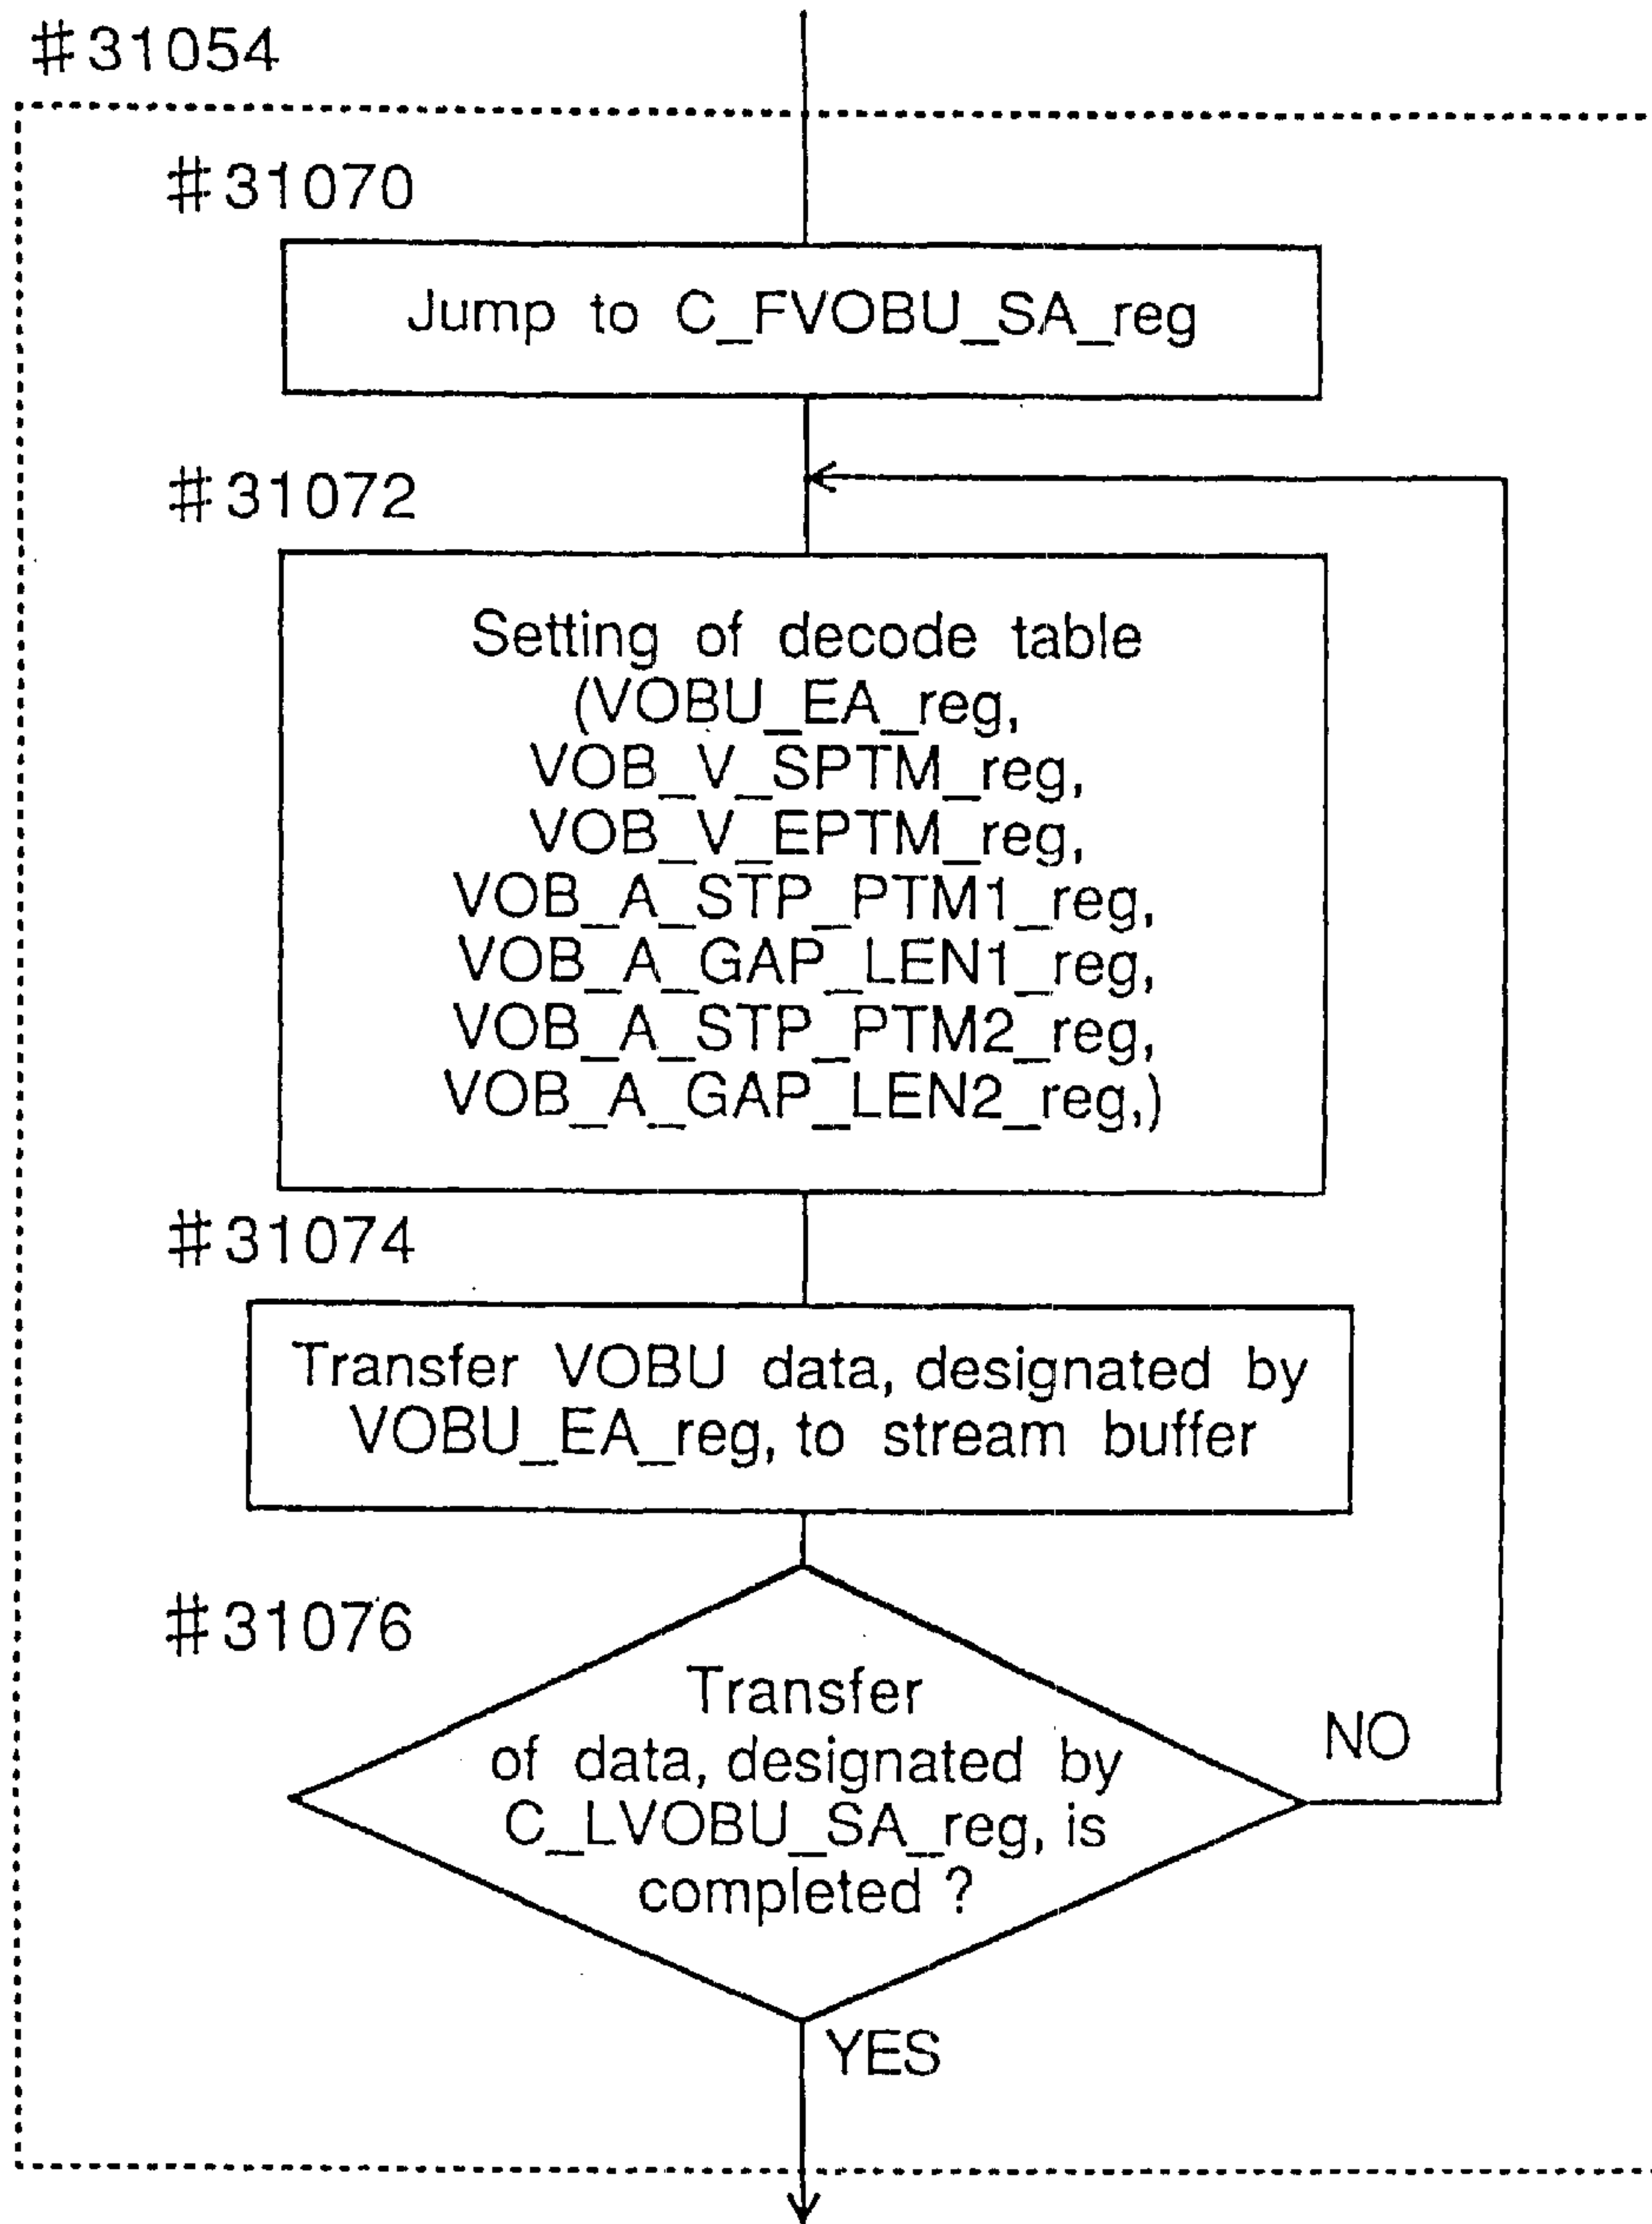 #31054
#31070
Jump to C_FVOBU_SA_reg
#31072
Setting of decode table
(VOBU_EA_reg,
VOB_V_SPTM_reg,
VOB_V_EPTM_reg,
VOB_A_STP_PTM1_reg,
VOB_A_GAP_LEN1_reg,
VOB_A_STP_PTM2_reg,
VOB_A_GAP_LEN2_reg,)
#31074
Transfer VOBU data, designated by
VOBU_EA_reg, to stream buffer
#31076
Transfer
of data, designated by
C_LVOBU_SA_reg, is
completed ?
NO
YES